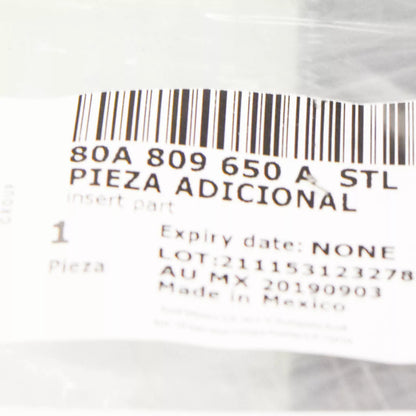 80A 809 650 A STL
PIEZA ADICIONAL
insert part
1
Pieza
Expiry date: NONE
LOT:211153123278
AU MX 20190903
Made in Mexico
GROUP